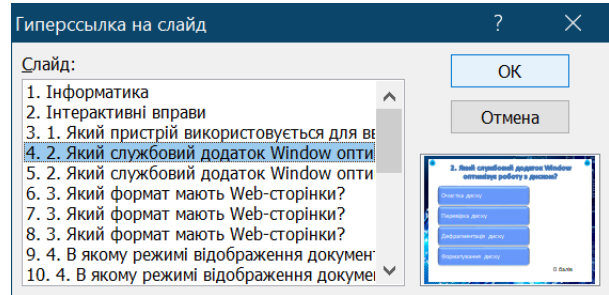 Гиперссылка на слайд
Слайд:
1. Інформатика
2. Інтерактивні вправи
3. 1. Який пристрій використовується для вв
4. 2. Який службовий додаток Window опти
5. 2. Який службовий додаток Window опти
6. 3. Який формат мають Web-сторінки?
7. 3. Який формат мають Web-сторінки?
8. 3. Який формат мають Web-сторінки?
9. 4. В якому режимі відображення документ
10. 4. В якому режимі відображення докумен
ОК
Отмена
2. Який службовий додаток Window
оптимізує роботу з диском?
Очистка диску
Перевірка диску
Дефрагментація диску
Форматування диску
0 балів